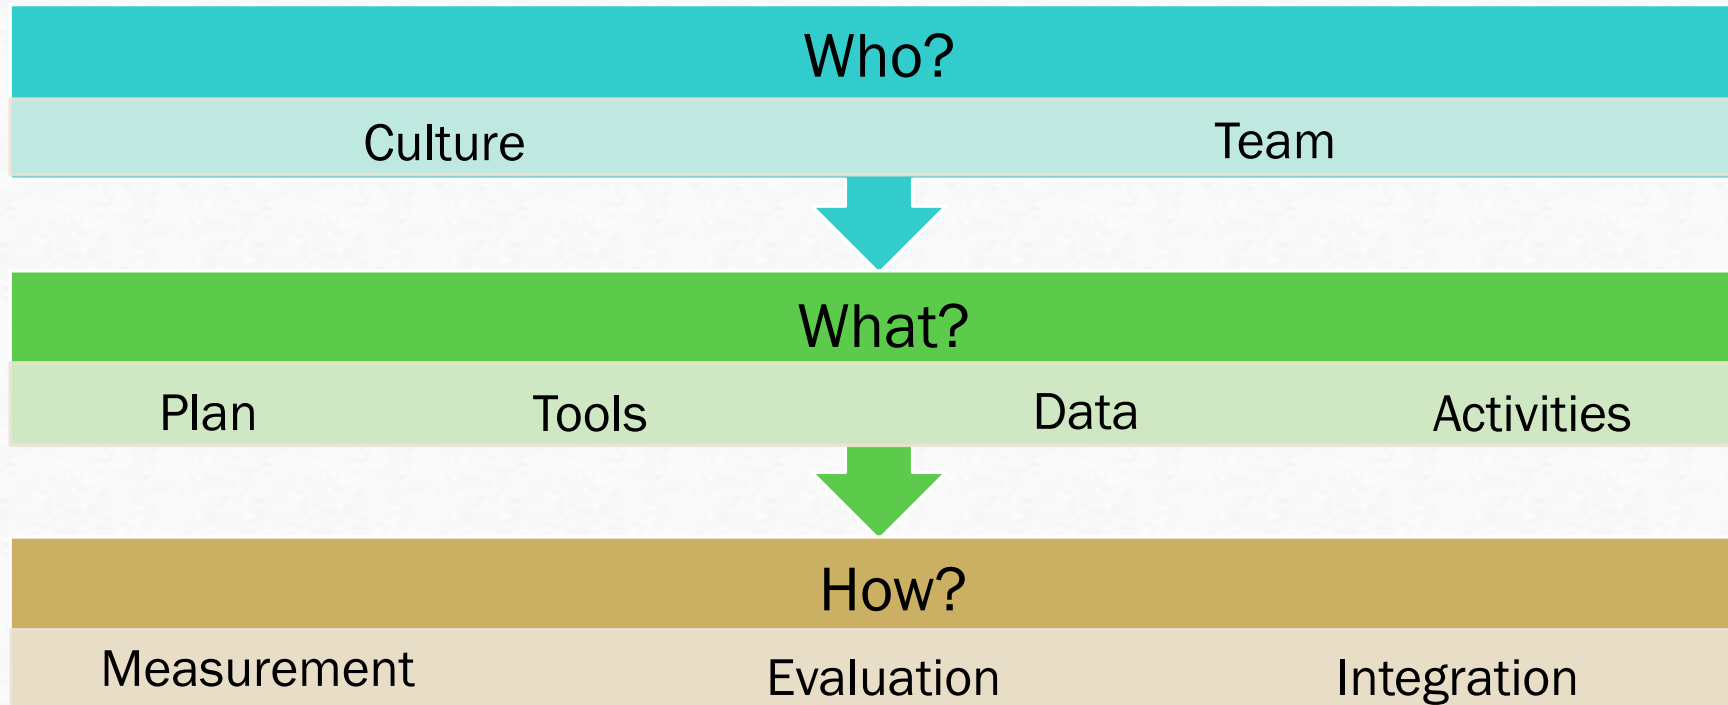 Who?
Culture Team
What?
Plan Tools Data Activities
How?
Measurement Evaluation Integration